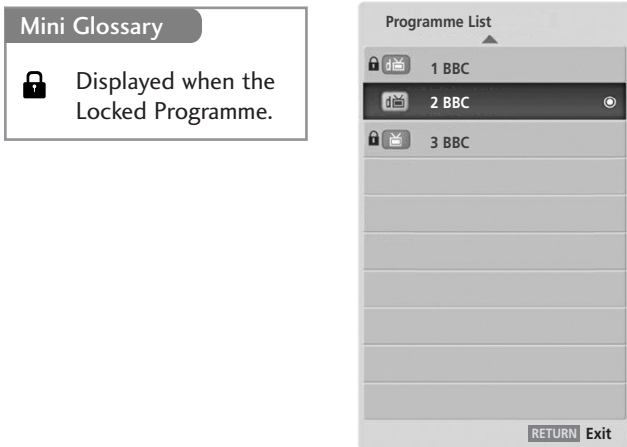 Mini Glossary
Displayed when the
Locked Programme.
Programme List
d 1 BBC
d 2 BBC
3 BBC
RETURN Exit